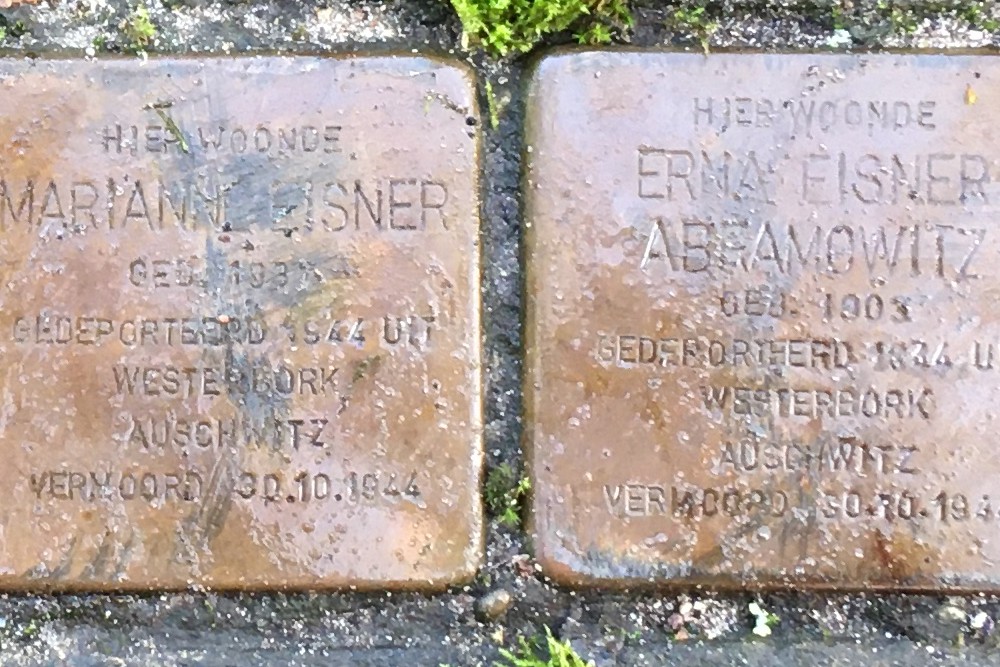 HIER WOONDE
MARIANNE EISNER
GEB.
GEDEPORTEERD 1944 UIT
WESTERBORK
AUSCHWITZ
VERMOORD 30.10.1944
HIER WOONDE
ERNA EISNER
ABRAMOWITZ
GEB. 1903
GEDEPORTEERD 1944 U
WESTERBORK
AUSCHWITZ
VERMOORD 30.10.194